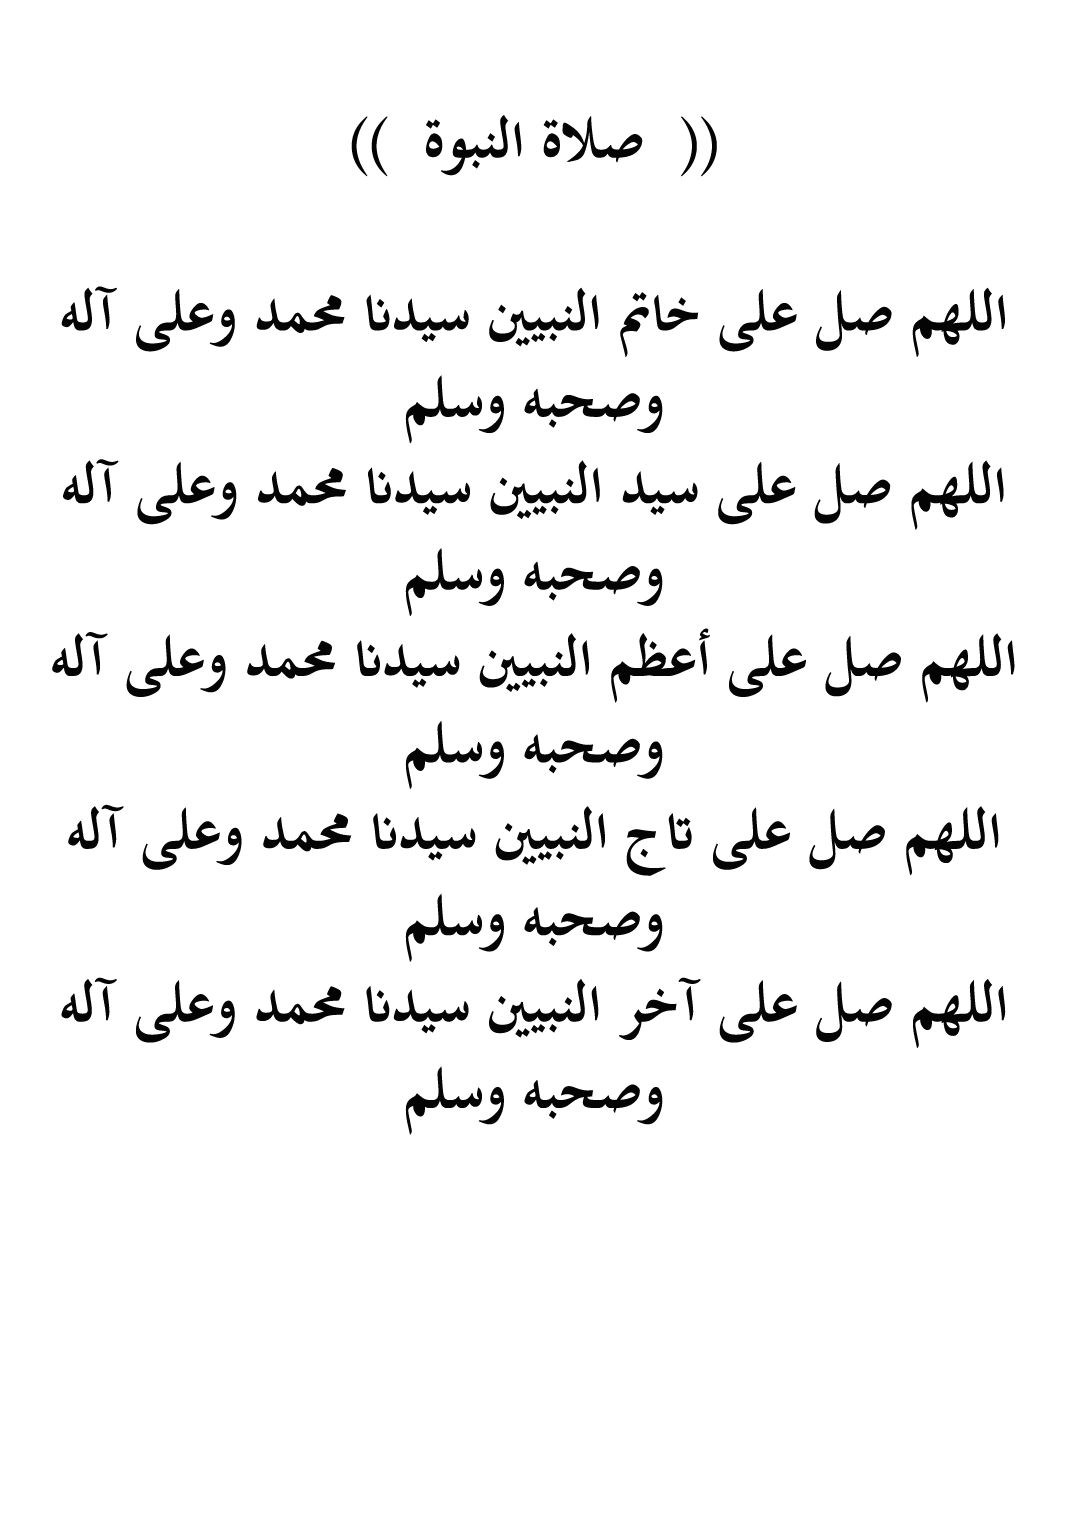 (( صلاة النبوة ))
اللهم صل على خاتم النبيين سيدنا محمد وعلى آله
وصحبه وسلم
اللهم صل على سيد النبيين سيدنا محمد وعلى آله
وصحبه وسلم
اللهم صل على أعظم النبيين سيدنا محمد وعلى آله
وصحبه وسلم
اللهم صل على تاج النبيين سيدنا محمد وعلى آله
وصحبه وسلم
اللهم صل على آخر النبيين سيدنا محمد وعلى آله
وصحبه وسلم